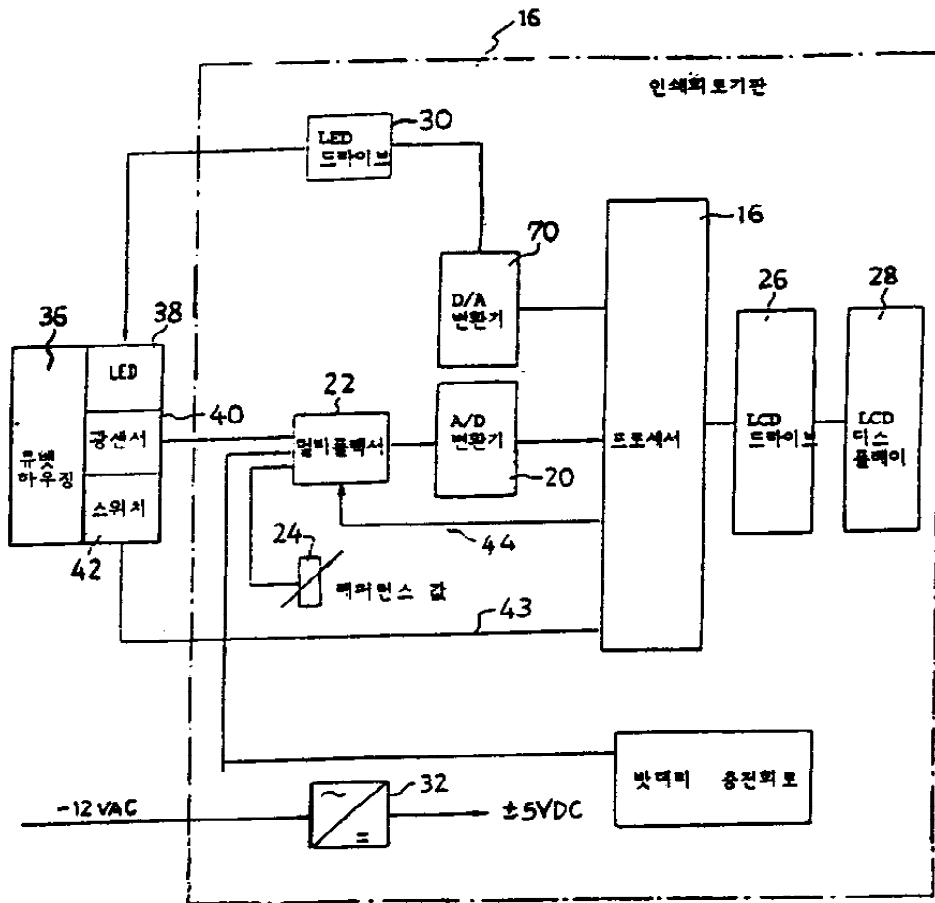 16
인쇄회로기판
LED
드라이브
30
16
70
D/A
변환기
26
28
36
38
LED
40
22
A/D
변환기
멀티플렉서
광센서
큐벳
하우징
프로세서
LCD
드라이브
LCD
디스
플레이
20
스위치
42
24
44
레퍼런스 값
43
밧데리 충전회로
-12VAC
~
=
32
±5VDC